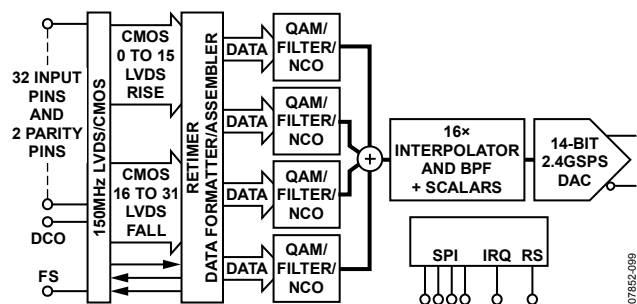 32 INPUT
PINS
AND
2 PARITY
PINS
DCO
FS
150MHz LVDS/CMOS
CMOS
0 TO 15
LVDS
RISE
CMOS
16 TO 31
LVDS
FALL
RETIMER
DATA FORMATTER/ASSEMBLER
DATA
QAM/
FILTER/
NCO
DATA
QAM/
FILTER/
NCO
DATA
QAM/
FILTER/
NCO
DATA
QAM/
FILTER/
NCO
+
16×
INTERPOLATOR
AND BPF
+ SCALARS
14-BIT
2.4GSPS
DAC
SPI
IRQ
RS
07852-099